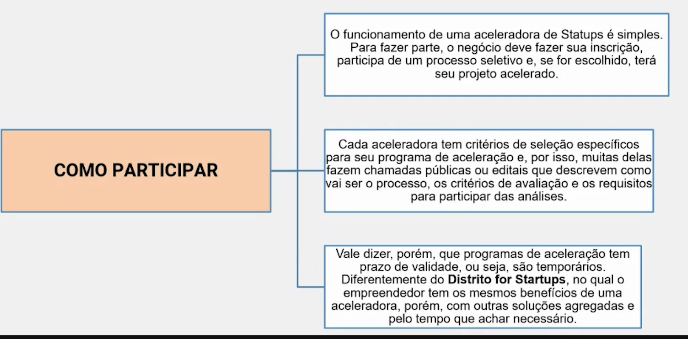 O funcionamento de uma aceleradora de Statups é simples.
Para fazer parte, o negócio deve fazer sua inscrição,
participa de um processo seletivo e, se for escolhido, terá
seu projeto acelerado.
COMO PARTICIPAR
Cada aceleradora tem critérios de seleção específicos
para seu programa de aceleração e, por isso, muitas delas
fazem chamadas públicas ou editais que descrevem como
vai ser o processo, os critérios de avaliação e os requisitos
para participar das análises.
Vale dizer, porém, que programas de aceleração tem
prazo de validade, ou seja, são temporários.
Diferentemente do Distrito for Startups, no qual o
empreendedor tem os mesmos benefícios de uma
aceleradora, porém, com outras soluções agregadas e
pelo tempo que achar necessário.